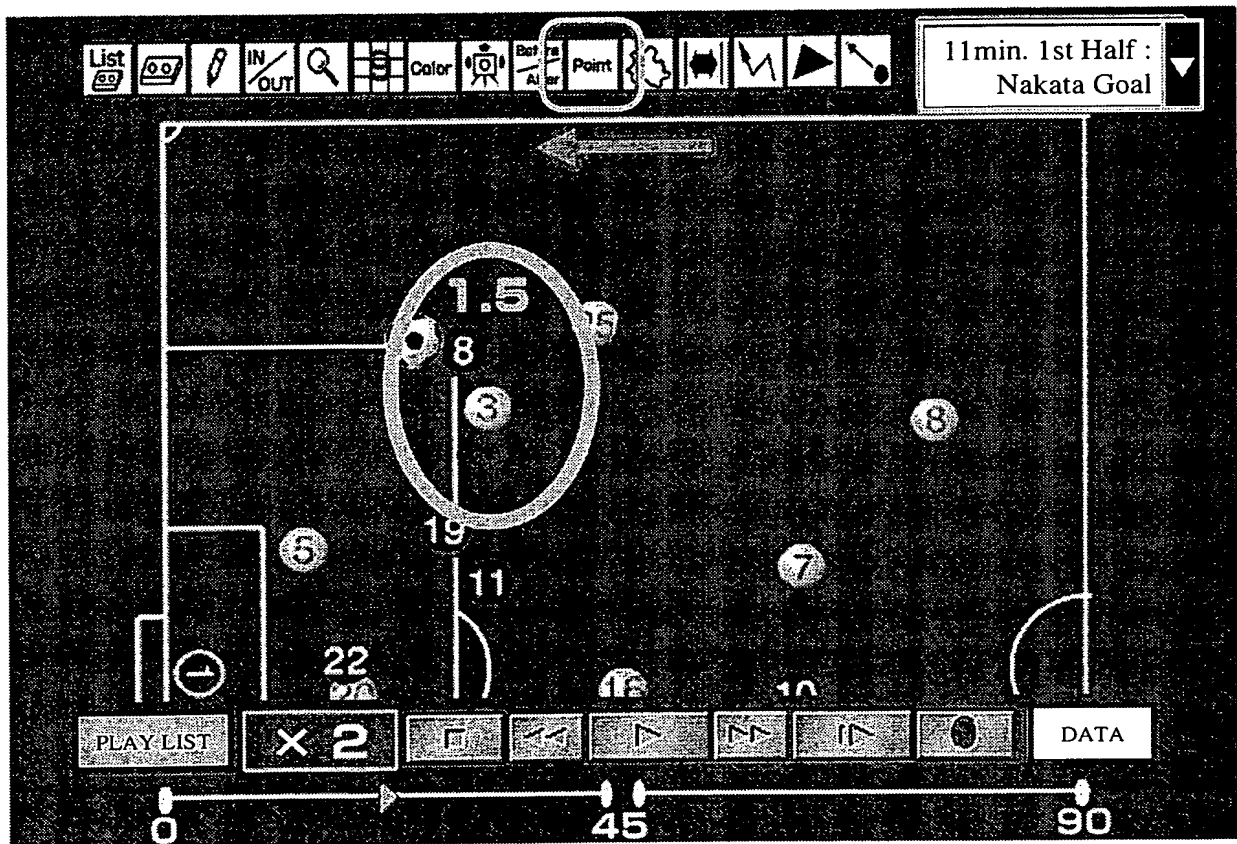 List
IN
OUT
Color
Before
After
Point
11min. 1st Half :
Nakata Goal
1.5
8
3
8
19
5
7
11
1
22
PLAY LIST
× 2
DATA
0
45
90